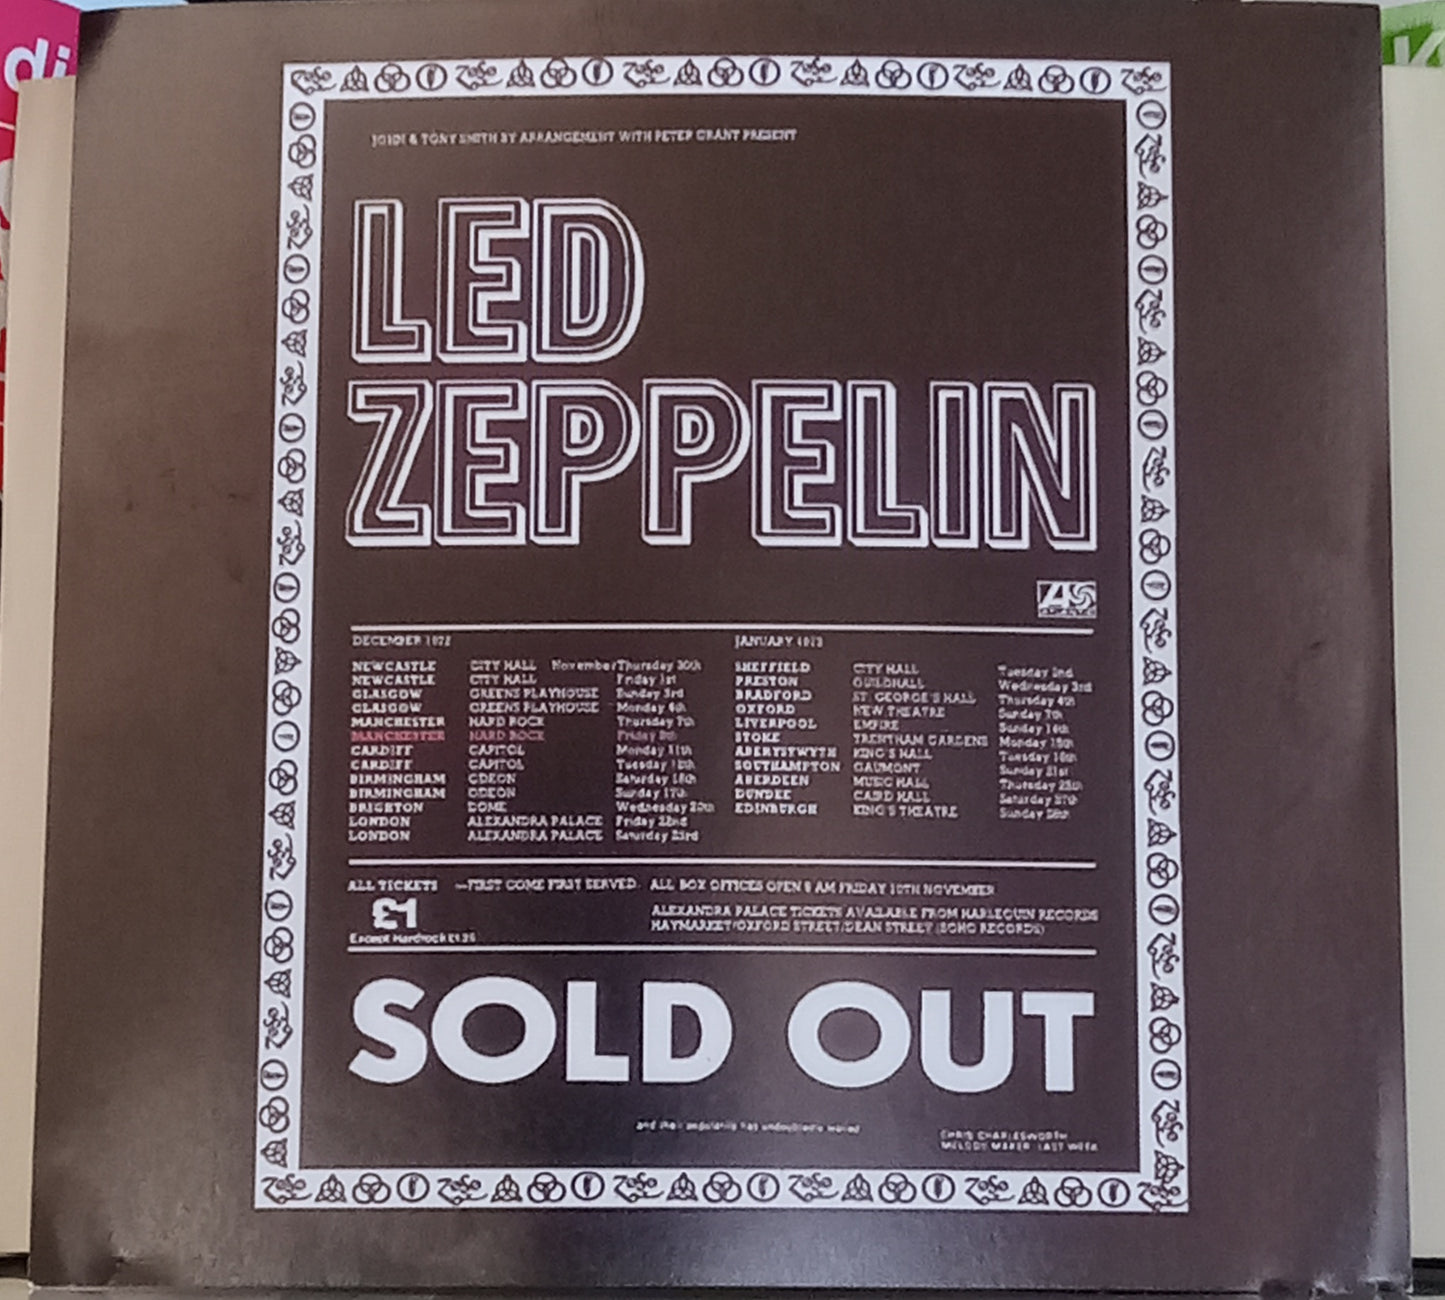 di
JOHN & TONY SMITH BY ARRANGEMENT WITH PETER GRANT PRESENT
LED
ZEPPELIN
DECEMBER 1972
NEWCASTLE CITY HALL November Thursday 30th
NEWCASTLE CITY HALL Friday 1st
GLASGOW GREENS PLAYHOUSE Sunday 3rd
GLASGOW GREENS PLAYHOUSE Monday 4th
MANCHESTER HARD ROCK Thursday 7th
MANCHESTER HARD ROCK Friday 8th
CARDIFF CAPITOL Monday 11th
CARDIFF CAPITOL Tuesday 12th
BIRMINGHAM ODEON Saturday 16th
BIRMINGHAM ODEON Sunday 17th
BRIGHTON DOME Wednesday 20th
LONDON ALEXANDRA PALACE Friday 22nd
LONDON ALEXANDRA PALACE Saturday 23rd
JANUARY 1973
SHEFFIELD CITY HALL Tuesday 2nd
PRESTON GUILDHALL Wednesday 3rd
BRADFORD ST. GEORGE'S HALL Thursday 4th
OXFORD NEW THEATRE Sunday 7th
LIVERPOOL EMPIRE Sunday 14th
STOKE TRENTHAM GARDENS Monday 15th
ABERYSTWYTH KING'S HALL Tuesday 16th
SOUTHAMPTON GAUMONT Sunday 21st
ABERDEEN MUSIC HALL Thursday 25th
DUNDEE CAIRD HALL Saturday 27th
EDINBURGH KING'S THEATRE Sunday 28th
ALL TICKETS —FIRST COME FIRST SERVED. ALL BOX OFFICES OPEN 9 AM FRIDAY 10TH NOVEMBER
£1
Except Hardrock £1.25
ALEXANDRA PALACE TICKETS AVAILABLE FROM HARLEQUIN RECORDS
HAYMARKET/OXFORD STREET/DEAN STREET (SOHO RECORDS)
SOLD OUT
and their has undoubtedly
CHRIS CHARLESWORTH
MELODY MAKER LAST WEEK